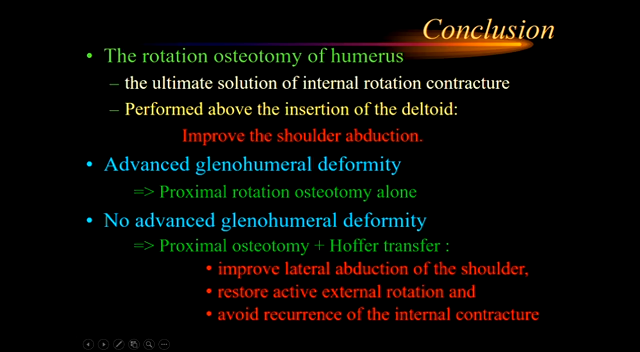 Conclusion
• The rotation osteotomy of humerus
– the ultimate solution of internal rotation contracture
– Performed above the insertion of the deltoid:
Improve the shoulder abduction.
• Advanced glenohumeral deformity
=> Proximal rotation osteotomy alone
• No advanced glenohumeral deformity
=> Proximal osteotomy + Hoffer transfer :
• improve lateral abduction of the shoulder,
• restore active external rotation and
• avoid recurrence of the internal contracture